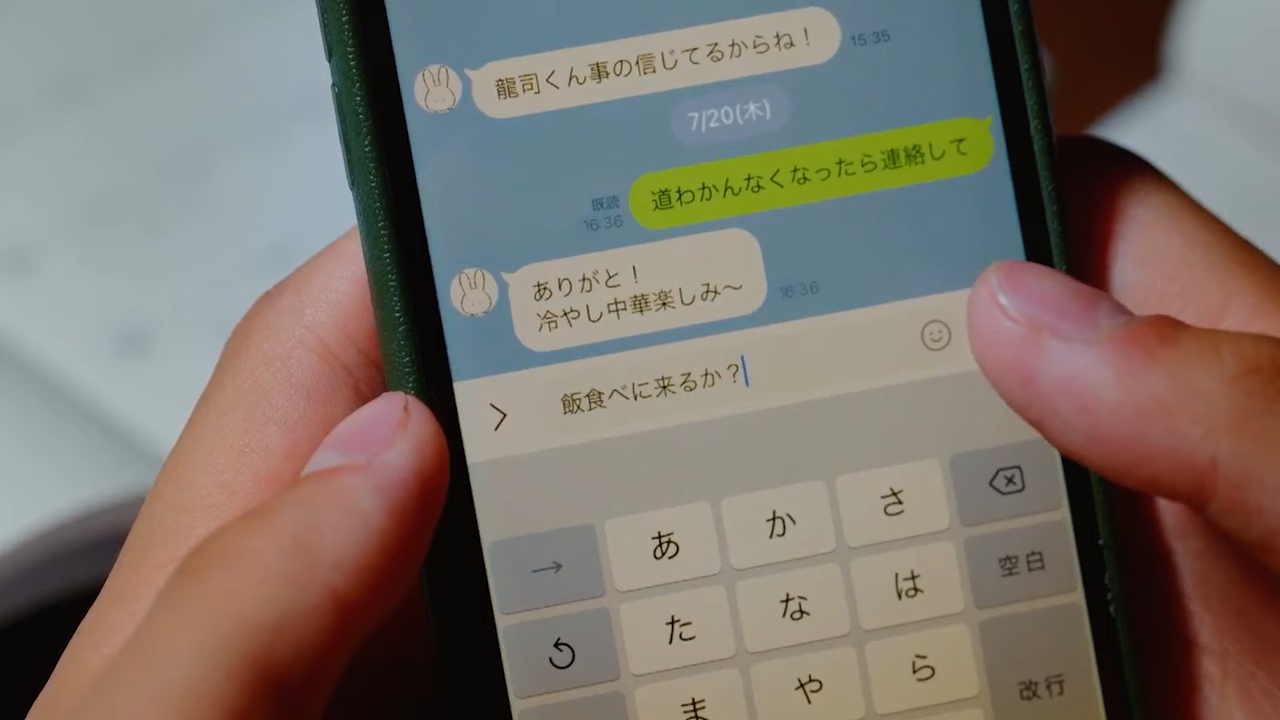 龍司くん事の信じてるからね！
15:35
7/20(木)
道わかんなくなったら連絡して
既読
16:36
ありがと！
冷やし中華楽しみ～
16:36
飯食べに来るか？
→
あ
か
さ
た
な
は
空白
ま
や
ら
改行